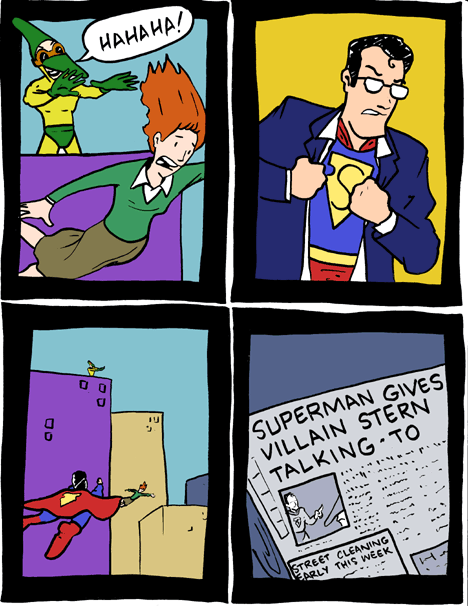 HAHAHA!
S
SUPERMAN GIVES
VILLAIN STERN
TALKING-TO
STREET CLEANING
EARLY THIS WEEK